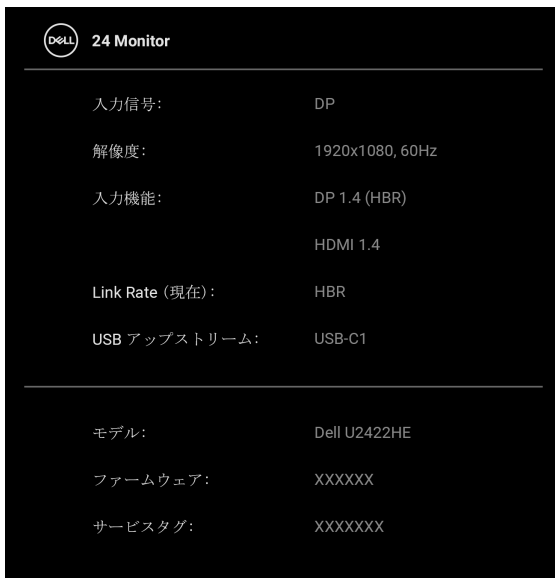 DELL 24 Monitor
入力信号: DP
解像度: 1920x1080, 60Hz
入力機能: DP 1.4 (HBR)
HDMI 1.4
Link Rate (現在): HBR
USB アップストリーム: USB-C1
モデル: Dell U2422HE
ファームウェア: XXXXXX
サービスタグ: XXXXXXX